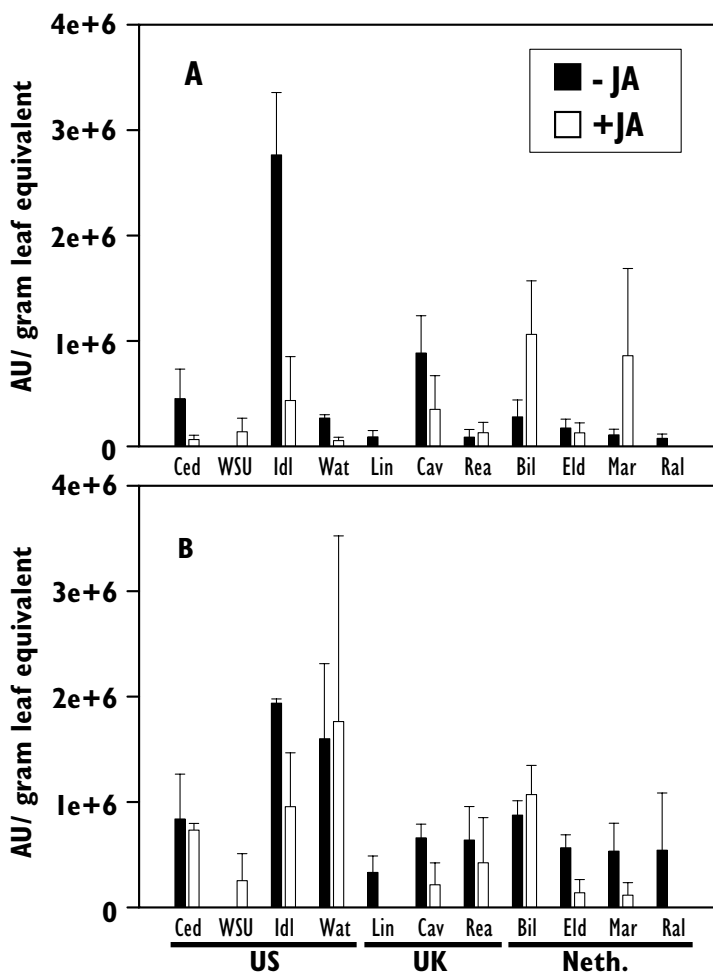 4e+6
A
- JA
+JA
3e+6
2e+6
1e+6
0
AU/ gram leaf equivalent
Ced WSU Idl Wat Lin Cav Rea Bil Eld Mar Ral
4e+6
B
3e+6
2e+6
1e+6
0
AU/ gram leaf equivalent
Ced WSU Idl Wat Lin Cav Rea Bil Eld Mar Ral
US UK Neth.